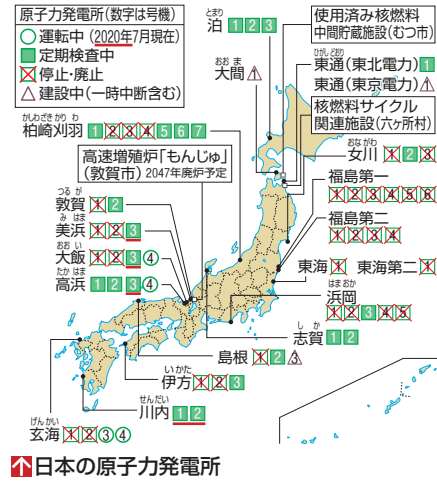 原子力発電所(数字は号機)
運転中(2020年7月現在)
定期検査中
停止・廃止
建設中(一時中断含む)
とまり
泊 1 2 3
おおま
大間 1
使用済み核燃料
中間貯蔵施設(むつ市)
ひがしどおり
東通(東北電力) 1
東通(東京電力) 1
核燃料サイクル
関連施設(六ヶ所村)
かしわざきかりわ
柏崎刈羽 1 2 3 4 5 6 7
おながわ
女川 1 2 3
高速増殖炉「もんじゅ」
(敦賀市) 2047年廃炉予定
福島第一
1 2 3 4 5 6
つるが
敦賀 1 2
みはま
美浜 1 2 3
福島第二
1 2 3 4
おおい
大飯 1 2 3 4
東海 1 東海第二 1
たかはま
高浜 1 2 3 4
はまおか
浜岡
1 2 3 4 5
しか
志賀 1 2
島根 1 2 3
いかた
伊方 1 2 3
せんだい
川内 1 2
げんかい
玄海 1 2 3 4
日本の原子力発電所